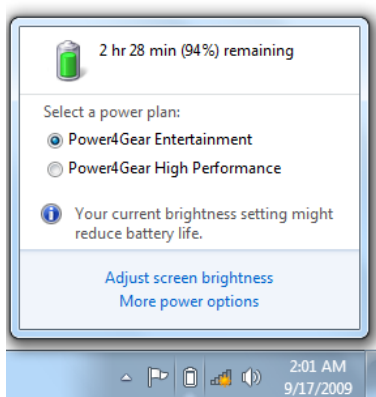 2 hr 28 min (94%) remaining
Select a power plan:
Power4Gear Entertainment
Power4Gear High Performance
Your current brightness setting might
reduce battery life.
Adjust screen brightness
More power options
2:01 AM
9/17/2009